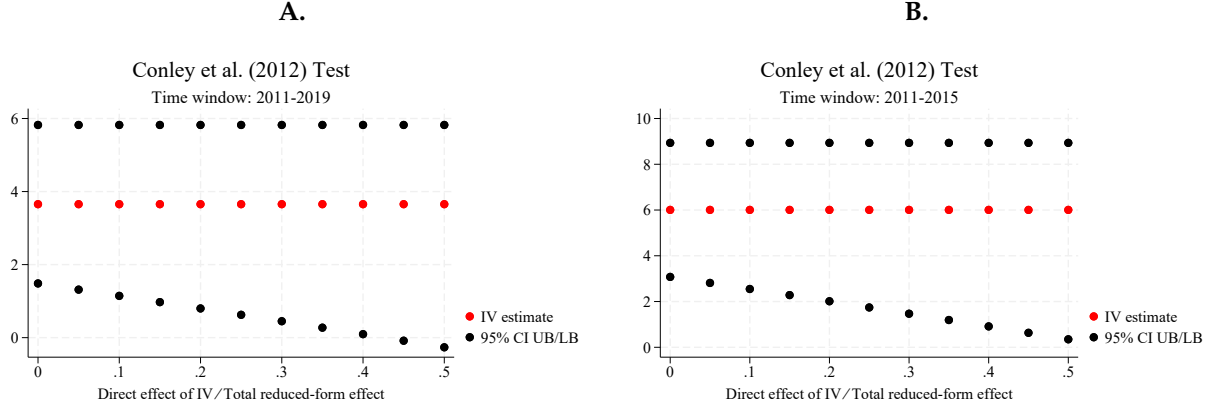 A.
Conley et al. (2012) Test
Time window: 2011-2019
6
4
2
0
0 .1 .2 .3 .4 .5
Direct effect of IV/Total reduced-form effect
IV estimate
95% CI UB/LB
B.
Conley et al. (2012) Test
Time window: 2011-2015
10
8
6
4
2
0
0 .1 .2 .3 .4 .5
Direct effect of IV/Total reduced-form effect
IV estimate
95% CI UB/LB